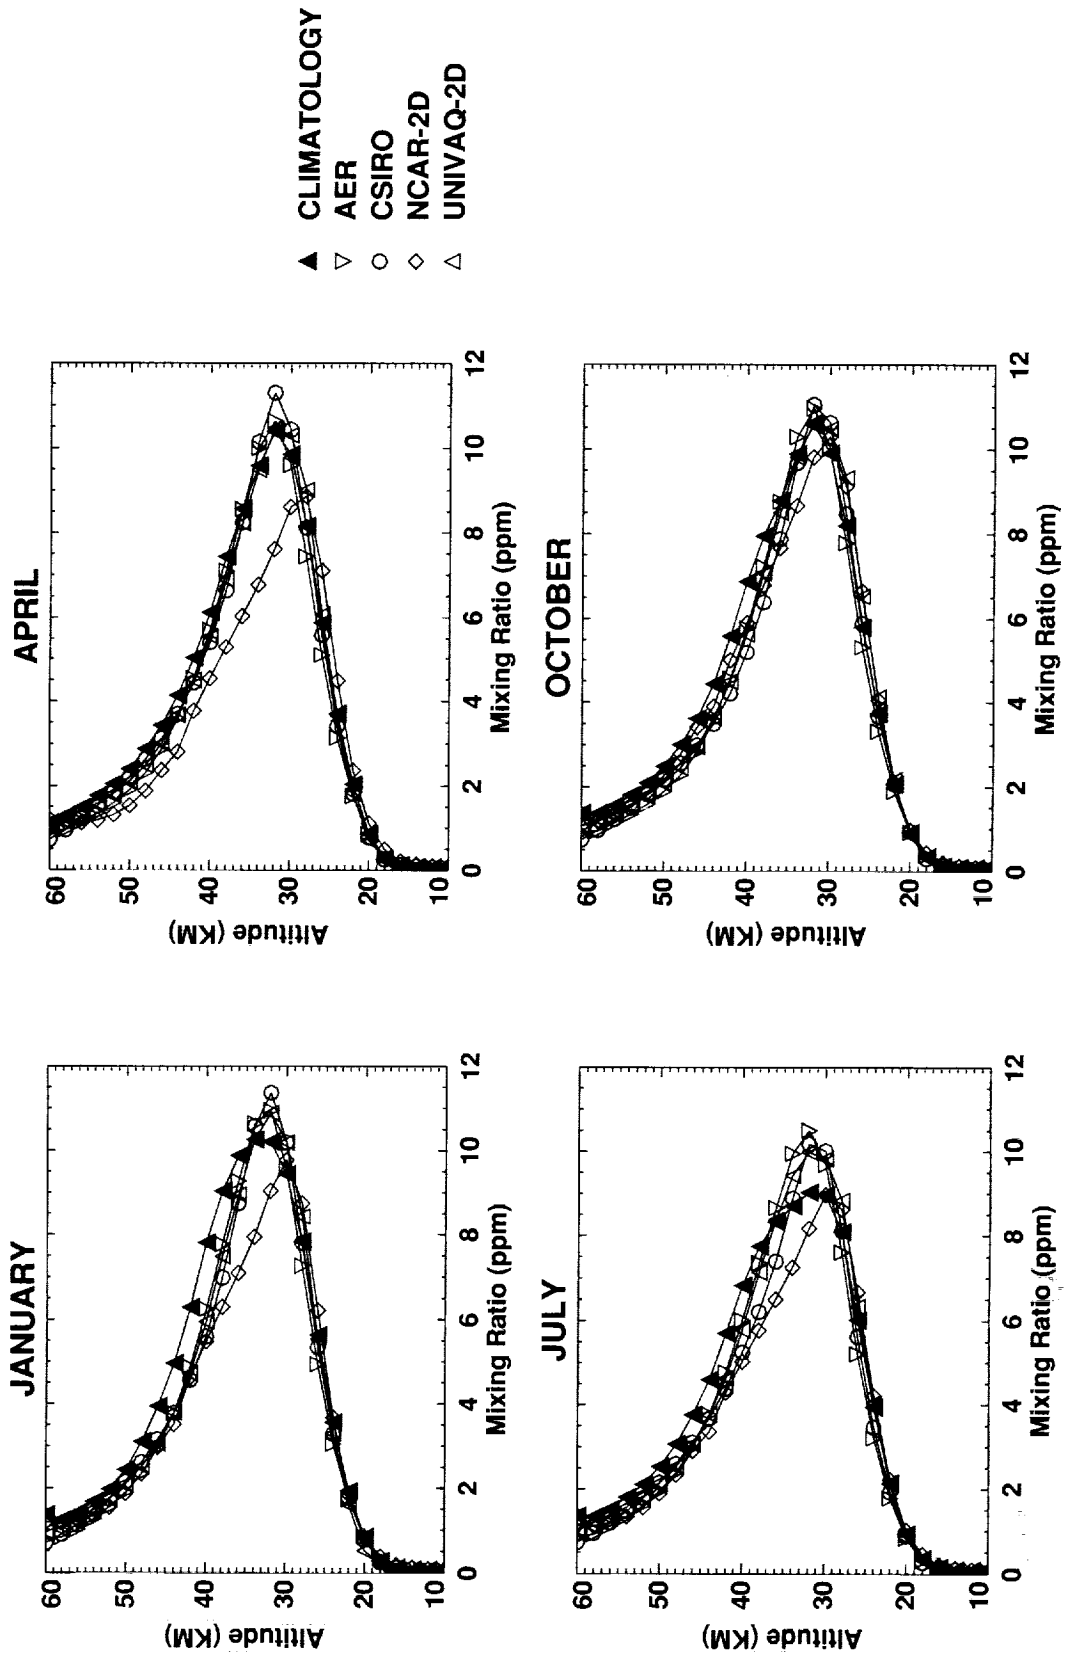 JANUARY
60
50
40
30
20
10
Altitude (KM)
0 2 4 6 8 10 12
Mixing Ratio (ppm)
APRIL
60
50
40
30
20
10
Altitude (KM)
0 2 4 6 8 10 12
Mixing Ratio (ppm)
CLIMATOLOGY
AER
CSIRO
NCAR-2D
UNIVAQ-2D
JULY
60
50
40
30
20
10
Altitude (KM)
0 2 4 6 8 10 12
Mixing Ratio (ppm)
OCTOBER
60
50
40
30
20
10
Altitude (KM)
0 2 4 6 8 10 12
Mixing Ratio (ppm)